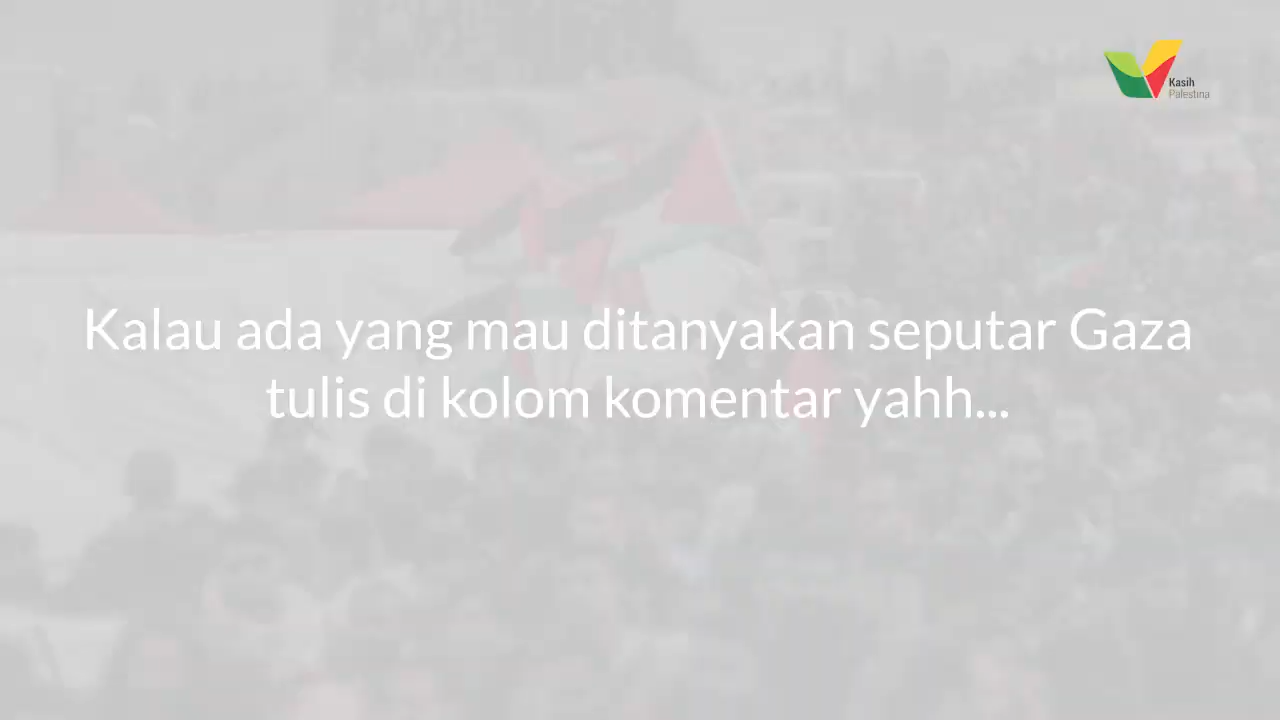 Kasih
Palestina
Kalau ada yang mau ditanyakan seputar Gaza
tulis di kolom komentar yahh...